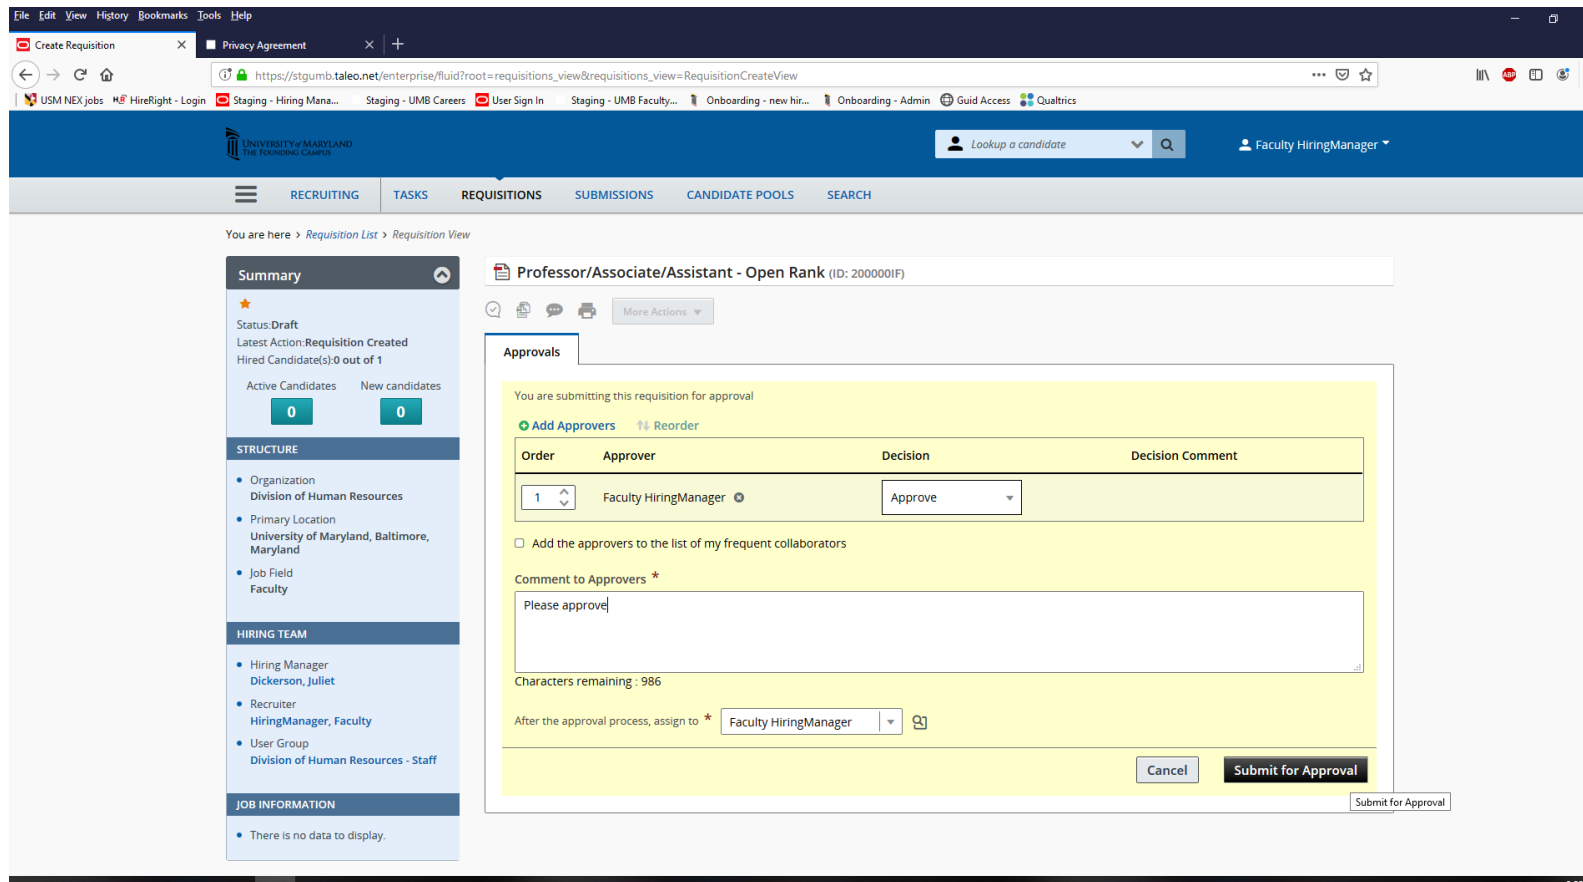 File Edit View History Bookmarks Tools Help
Create Requisition
Privacy Agreement
https://stgumb.taleo.net/enterprise/fluid?root=requisitions_view&requisitions_view=RequisitionCreateView
USM NEX jobs HireRight - Login Staging - Hiring Mana... Staging - UMB Careers User Sign In Staging - UMB Faculty... Onboarding - new hir... Onboarding - Admin Guid Access Qualtrics
UNIVERSITY of MARYLAND
THE FOUNDING CAMPUS
Lookup a candidate
Faculty HiringManager
RECRUITING TASKS REQUISITIONS SUBMISSIONS CANDIDATE POOLS SEARCH
You are here > Requisition List > Requisition View
Summary
Status:Draft
Latest Action:Requisition Created
Hired Candidate(s):0 out of 1
Active Candidates New candidates
0 0
STRUCTURE
Organization
Division of Human Resources
Primary Location
University of Maryland, Baltimore,
Maryland
Job Field
Faculty
HIRING TEAM
Hiring Manager
Dickerson, Juliet
Recruiter
HiringManager, Faculty
User Group
Division of Human Resources - Staff
JOB INFORMATION
There is no data to display.
Professor/Associate/Assistant - Open Rank (ID: 200000IF)
More Actions
Approvals
You are submitting this requisition for approval
Add Approvers Reorder
Order Approver Decision Decision Comment
1 Faculty HiringManager Approve
Add the approvers to the list of my frequent collaborators
Comment to Approvers *
Please approve
Characters remaining : 986
After the approval process, assign to * Faculty HiringManager
Cancel Submit for Approval
Submit for Approval